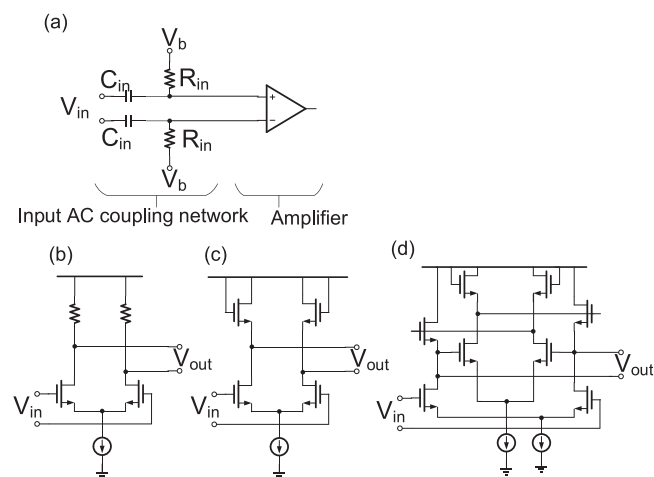 (a)
V_b
C_in
R_in
V_in
+
−
C_in
R_in
V_b
Input AC coupling network Amplifier
(b) (c) (d)
V_out V_out V_out
V_in V_in V_in